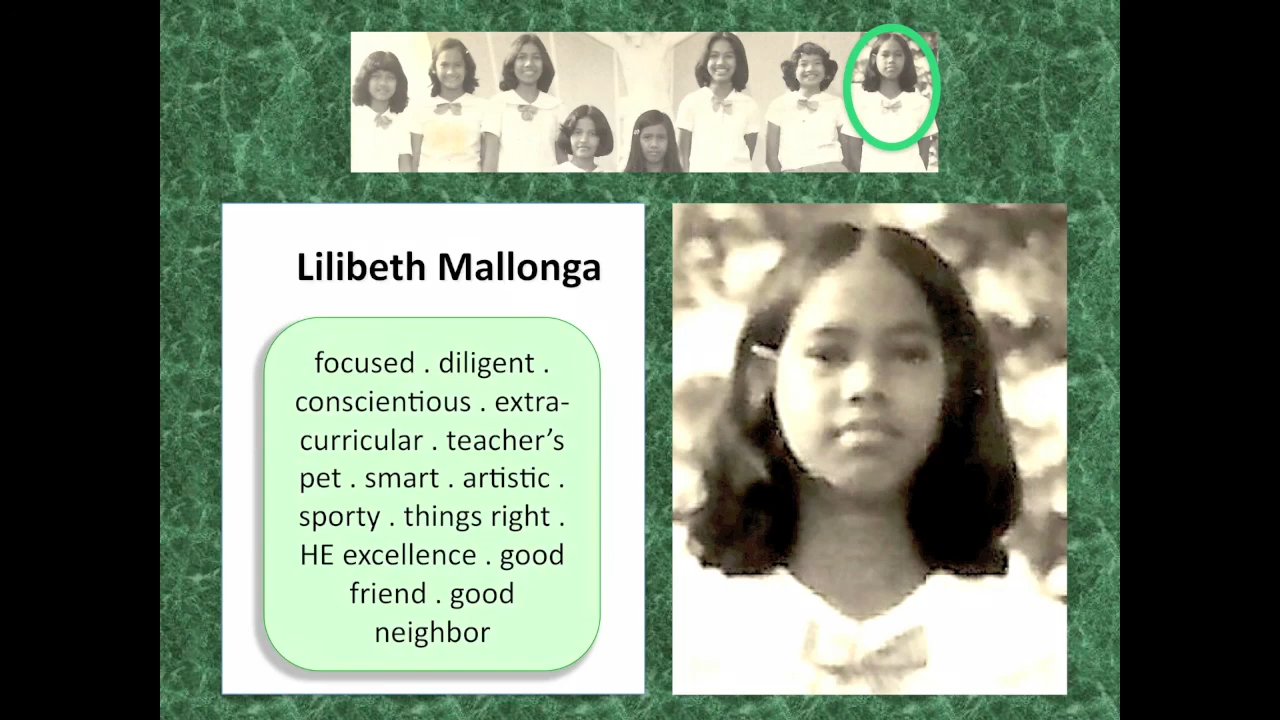 Lilibeth Mallonga
focused . diligent .
conscientious . extra-
curricular . teacher’s
pet . smart . artistic .
sporty . things right .
HE excellence . good
friend . good
neighbor